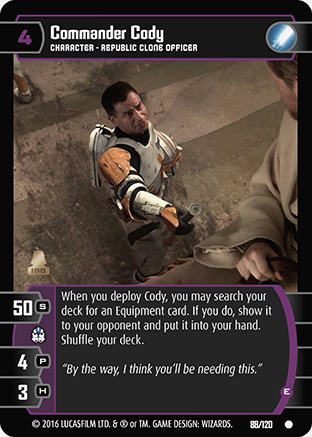 4
Commander Cody
CHARACTER - REPUBLIC CLONE OFFICER
50 S
4 P
3 H
When you deploy Cody, you may search your
deck for an Equipment card. If you do, show it
to your opponent and put it into your hand.
Shuffle your deck.
“By the way, I think you’ll be needing this.”
E
© 2016 LUCASFILM LTD. & ® or TM. GAME DESIGN: WIZARDS.
88/120